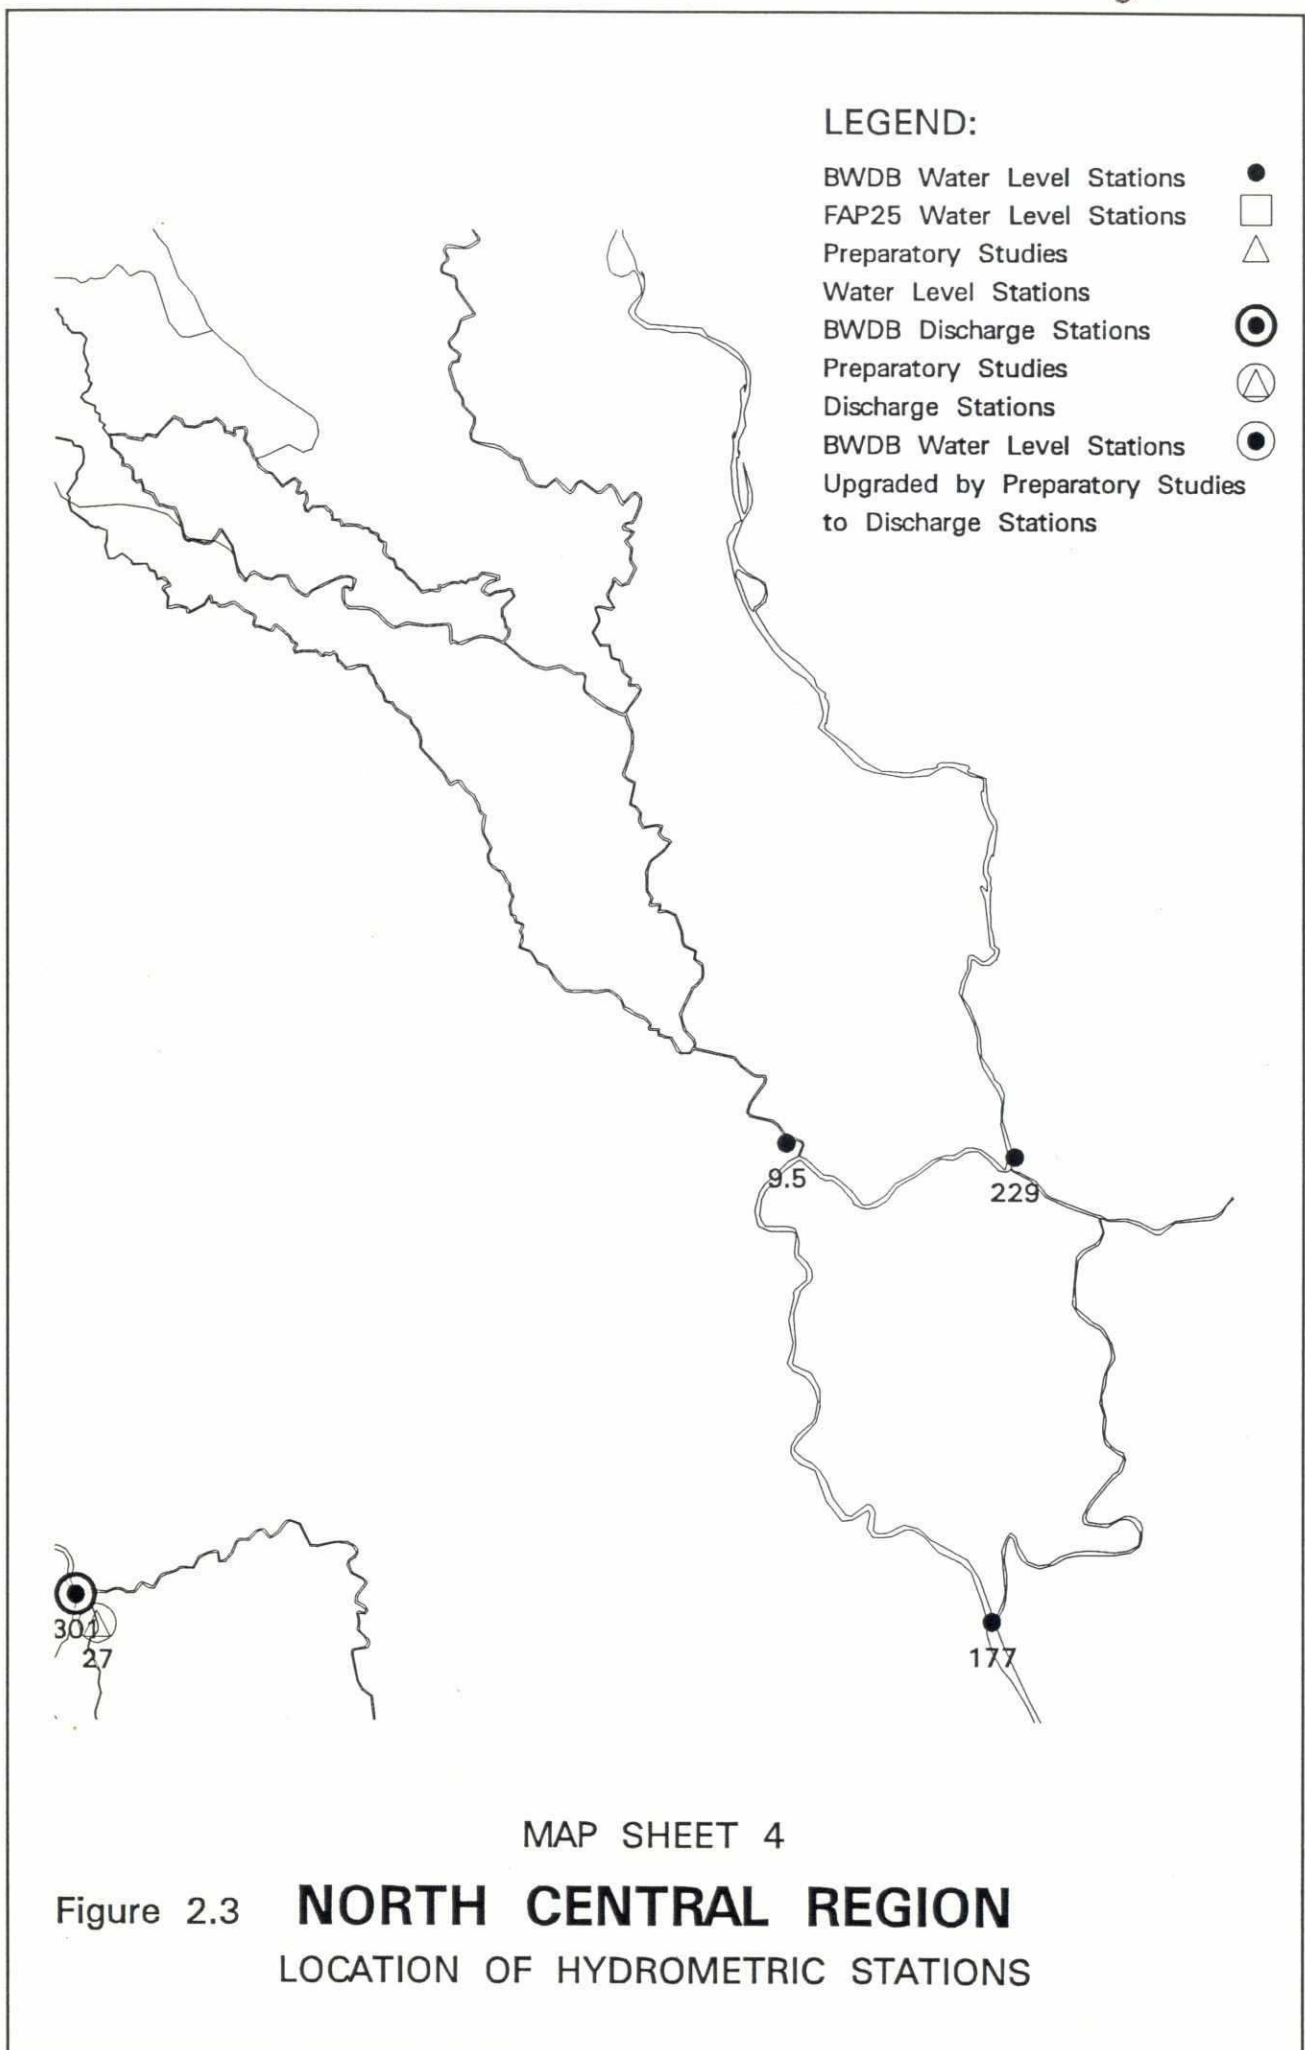 LEGEND:
BWDB Water Level Stations
FAP25 Water Level Stations
Preparatory Studies
Water Level Stations
BWDB Discharge Stations
Preparatory Studies
Discharge Stations
BWDB Water Level Stations
Upgraded by Preparatory Studies
to Discharge Stations
9.5
229
301
27
177
MAP SHEET 4
Figure 2.3 NORTH CENTRAL REGION
LOCATION OF HYDROMETRIC STATIONS